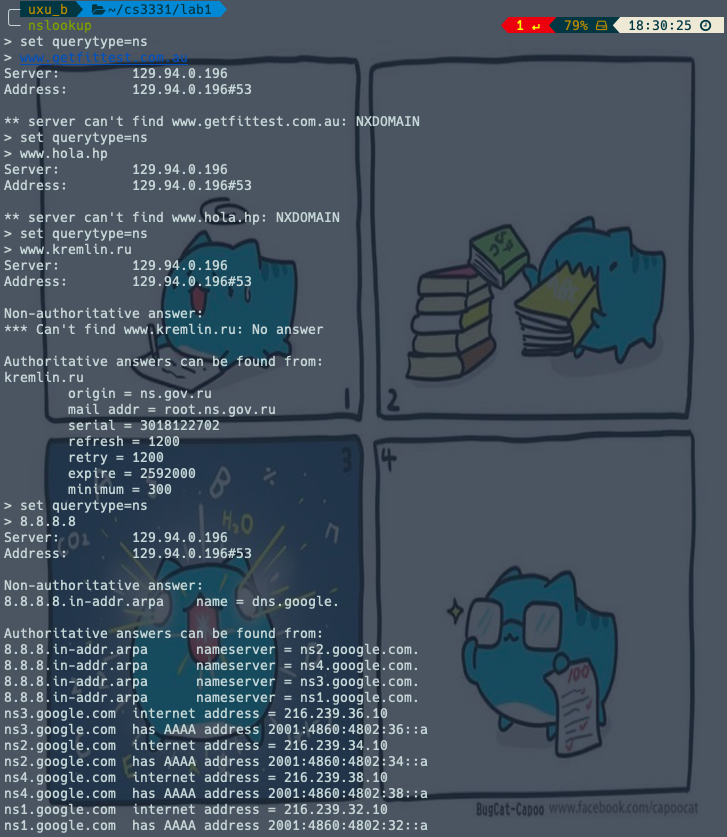 uxu_b ~/cs3331/lab1
nslookup 1 ↵ 79% 18:30:25
> set querytype=ns
> www.getfittest.com.au
Server: 129.94.0.196
Address: 129.94.0.196#53
** server can't find www.getfittest.com.au: NXDOMAIN
> set querytype=ns
> www.hola.hp
Server: 129.94.0.196
Address: 129.94.0.196#53
** server can't find www.hola.hp: NXDOMAIN
> set querytype=ns
> www.kremlin.ru
Server: 129.94.0.196
Address: 129.94.0.196#53
Non-authoritative answer:
*** Can't find www.kremlin.ru: No answer
Authoritative answers can be found from:
kremlin.ru
origin = ns.gov.ru
mail addr = root.ns.gov.ru
serial = 3018122702
refresh = 1200
retry = 1200
expire = 2592000
minimum = 300
> set querytype=ns
> 8.8.8.8
Server: 129.94.0.196
Address: 129.94.0.196#53
Non-authoritative answer:
8.8.8.8.in-addr.arpa name = dns.google.
Authoritative answers can be found from:
8.8.8.in-addr.arpa nameserver = ns2.google.com.
8.8.8.in-addr.arpa nameserver = ns4.google.com.
8.8.8.in-addr.arpa nameserver = ns3.google.com.
8.8.8.in-addr.arpa nameserver = ns1.google.com.
ns3.google.com internet address = 216.239.36.10
ns3.google.com has AAAA address 2001:4860:4802:36::a
ns2.google.com internet address = 216.239.34.10
ns2.google.com has AAAA address 2001:4860:4802:34::a
ns4.google.com internet address = 216.239.38.10
ns4.google.com has AAAA address 2001:4860:4802:38::a
ns1.google.com internet address = 216.239.32.10
ns1.google.com has AAAA address 2001:4860:4802:32::a
1
2
3
4
CO2
B
÷
H2O
π
100
BugCat-Capoo www.facebook.com/capoocat